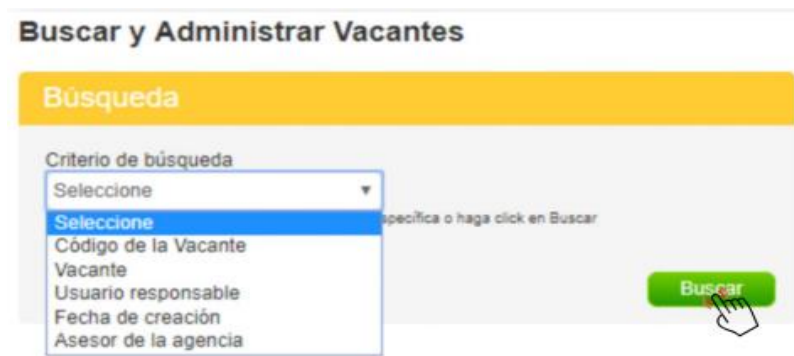 Buscar y Administrar Vacantes
Búsqueda
Criterio de búsqueda
Seleccione
Seleccione
específica o haga click en Buscar
Código de la Vacante
Vacante
Usuario responsable
Fecha de creación
Asesor de la agencia
Buscar